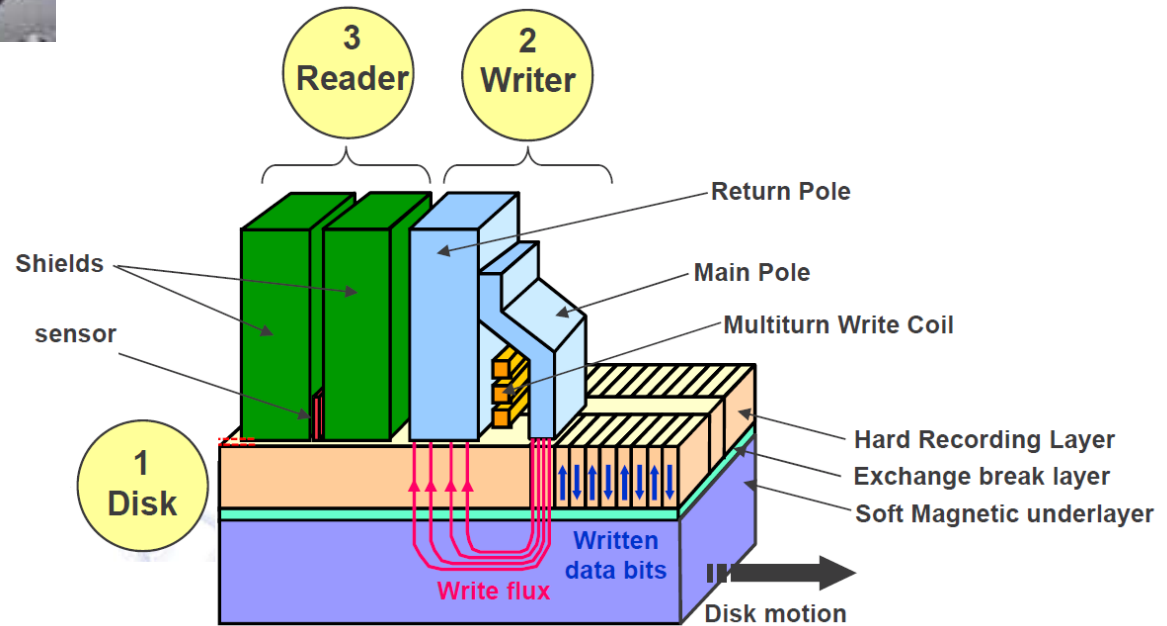 3
Reader
2
Writer
Return Pole
Shields
Main Pole
sensor
Multiturn Write Coil
1
Disk
Hard Recording Layer
Exchange break layer
Soft Magnetic underlayer
Written
data bits
Write flux
Disk motion